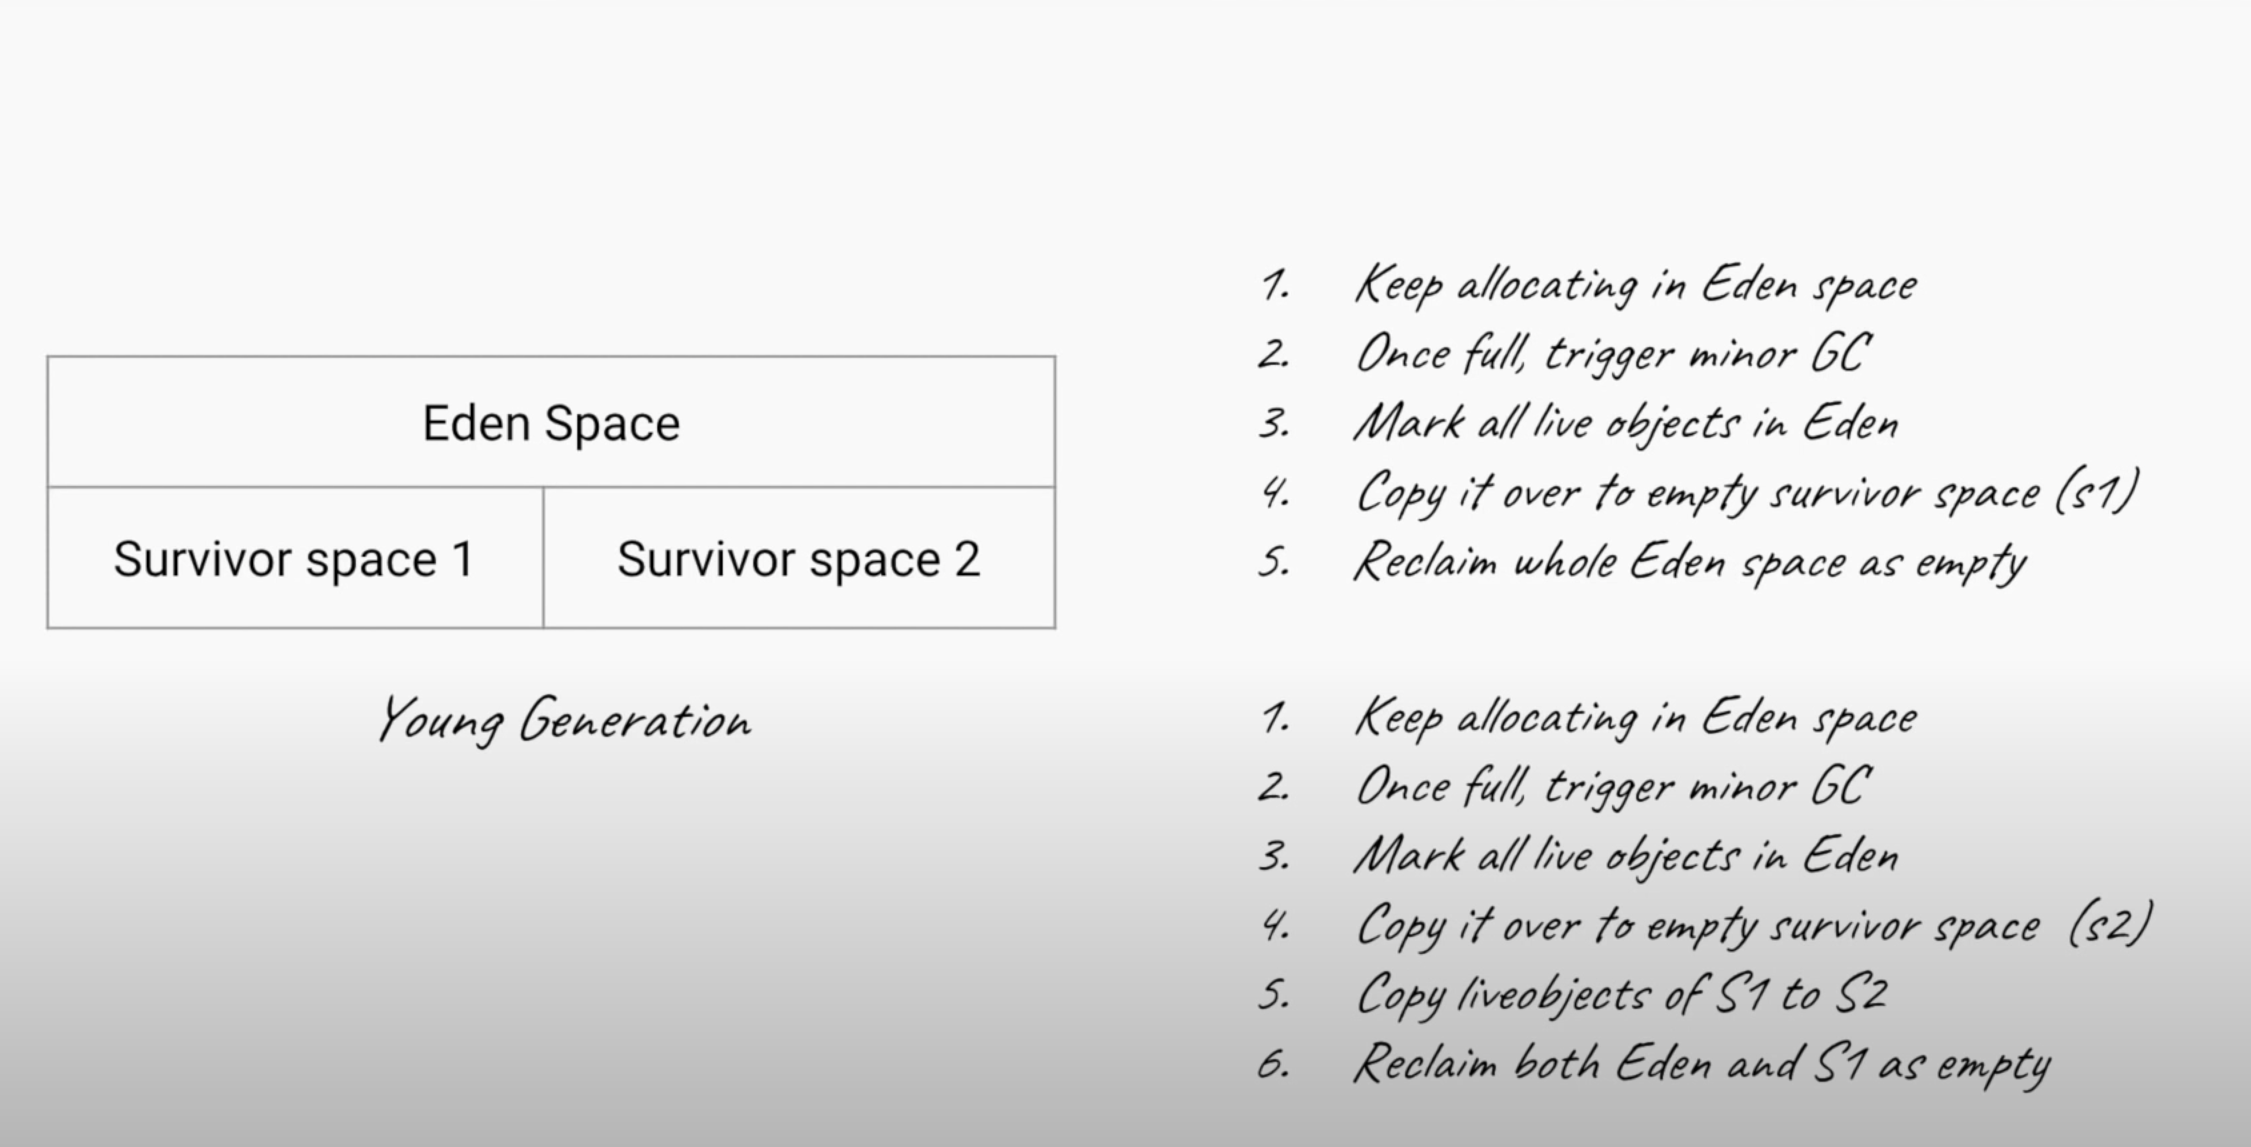 Eden Space
Survivor space 1
Survivor space 2
Young Generation
1. Keep allocating in Eden space
2. Once full, trigger minor GC
3. Mark all live objects in Eden
4. Copy it over to empty survivor space (s1)
5. Reclaim whole Eden space as empty
1. Keep allocating in Eden space
2. Once full, trigger minor GC
3. Mark all live objects in Eden
4. Copy it over to empty survivor space (s2)
5. Copy liveobjects of S1 to S2
6. Reclaim both Eden and S1 as empty